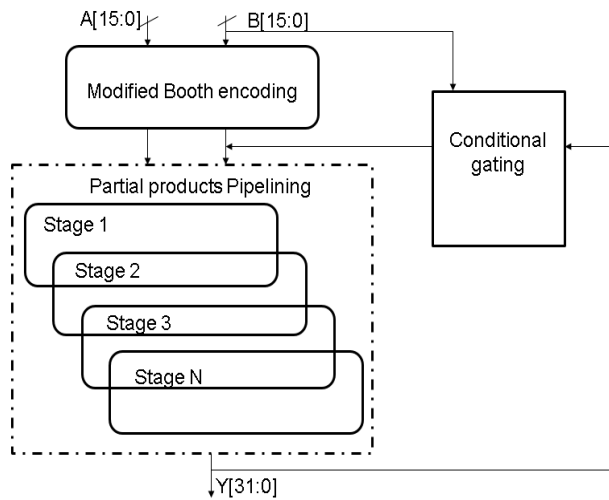 A[15:0]
B[15:0]
Modified Booth encoding
Conditional
gating
Partial products Pipelining
Stage 1
Stage 2
Stage 3
Stage N
Y[31:0]